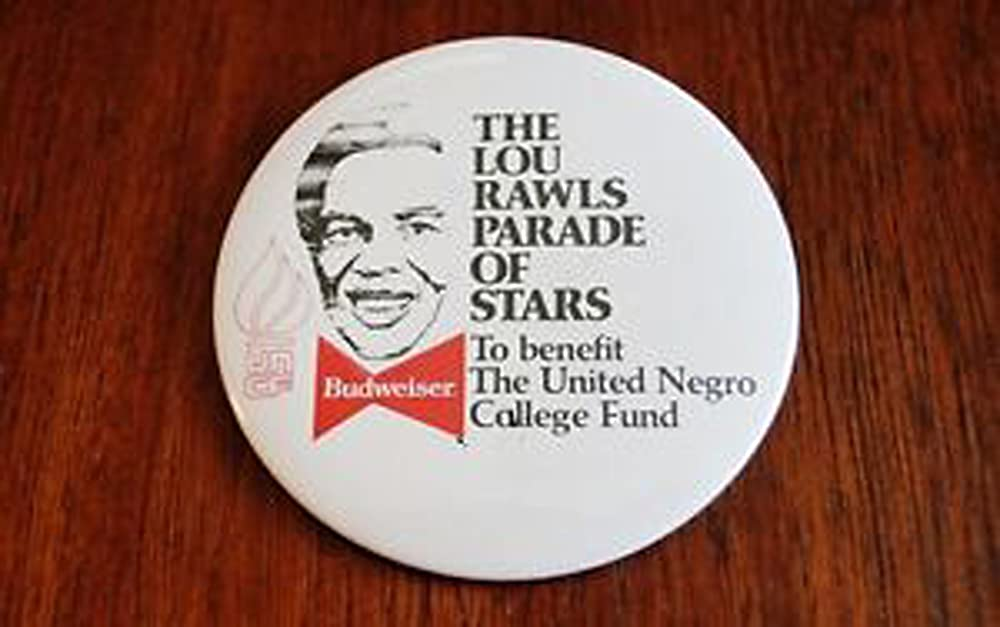 THE
LOU
RAWLS
PARADE
OF
STARS
To benefit
The United Negro
College Fund
Budweiser